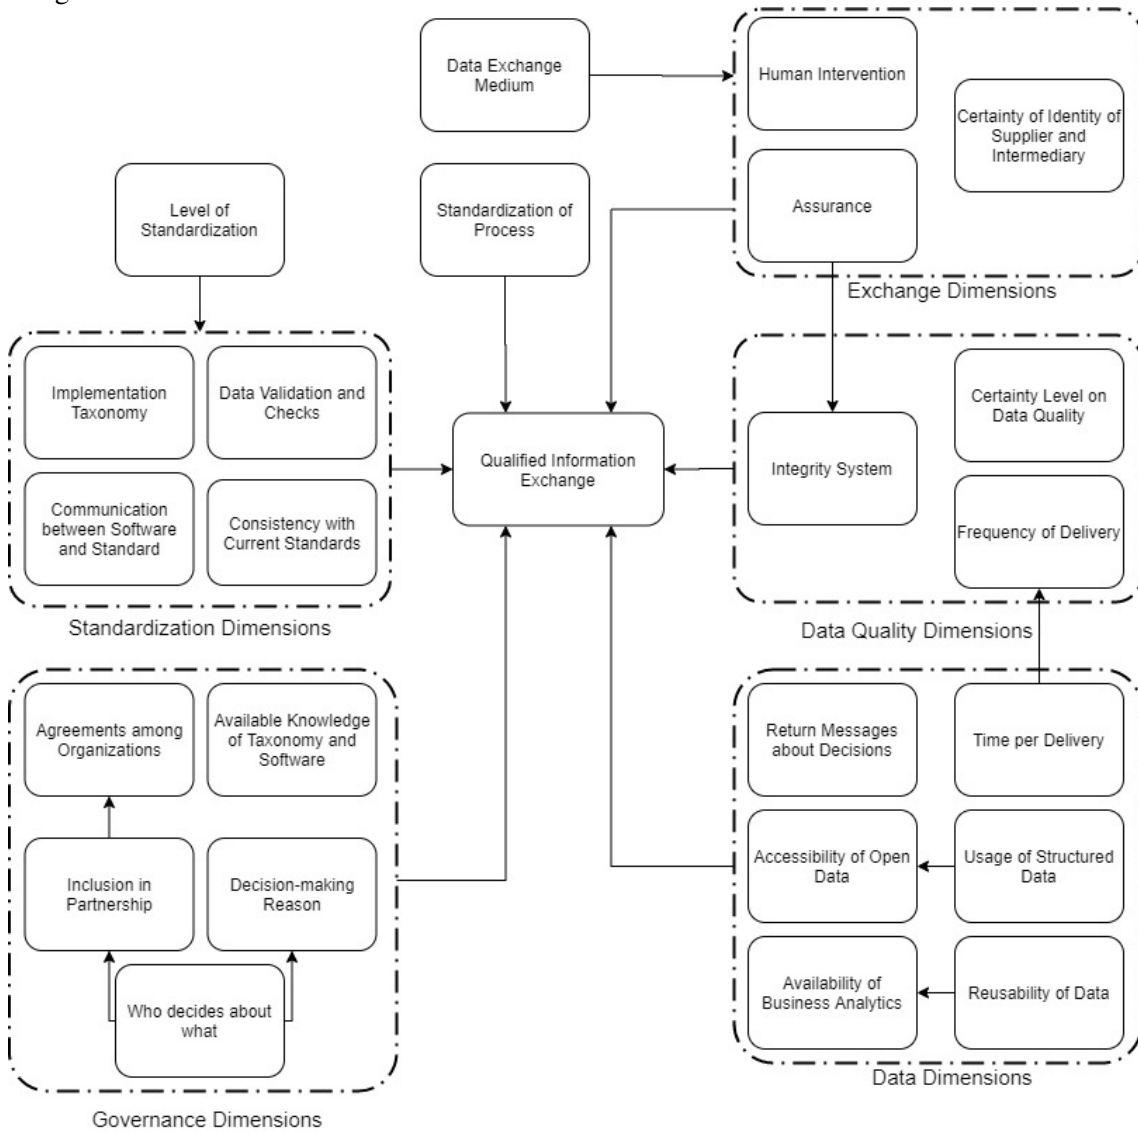 Data Exchange
Medium
Human Intervention
Certainty of Identity of
Supplier and
Intermediary
Level of
Standardization
Standardization of
Process
Assurance
Exchange Dimensions
Implementation
Taxonomy
Data Validation and
Checks
Communication
between Software
and Standard
Consistency with
Current Standards
Standardization Dimensions
Qualified Information
Exchange
Integrity System
Certainty Level on
Data Quality
Frequency of Delivery
Data Quality Dimensions
Agreements among
Organizations
Available Knowledge
of Taxonomy and
Software
Inclusion in
Partnership
Decision-making
Reason
Who decides about
what
Governance Dimensions
Return Messages
about Decisions
Time per Delivery
Accessibility of Open
Data
Usage of Structured
Data
Availability of
Business Analytics
Reusability of Data
Data Dimensions